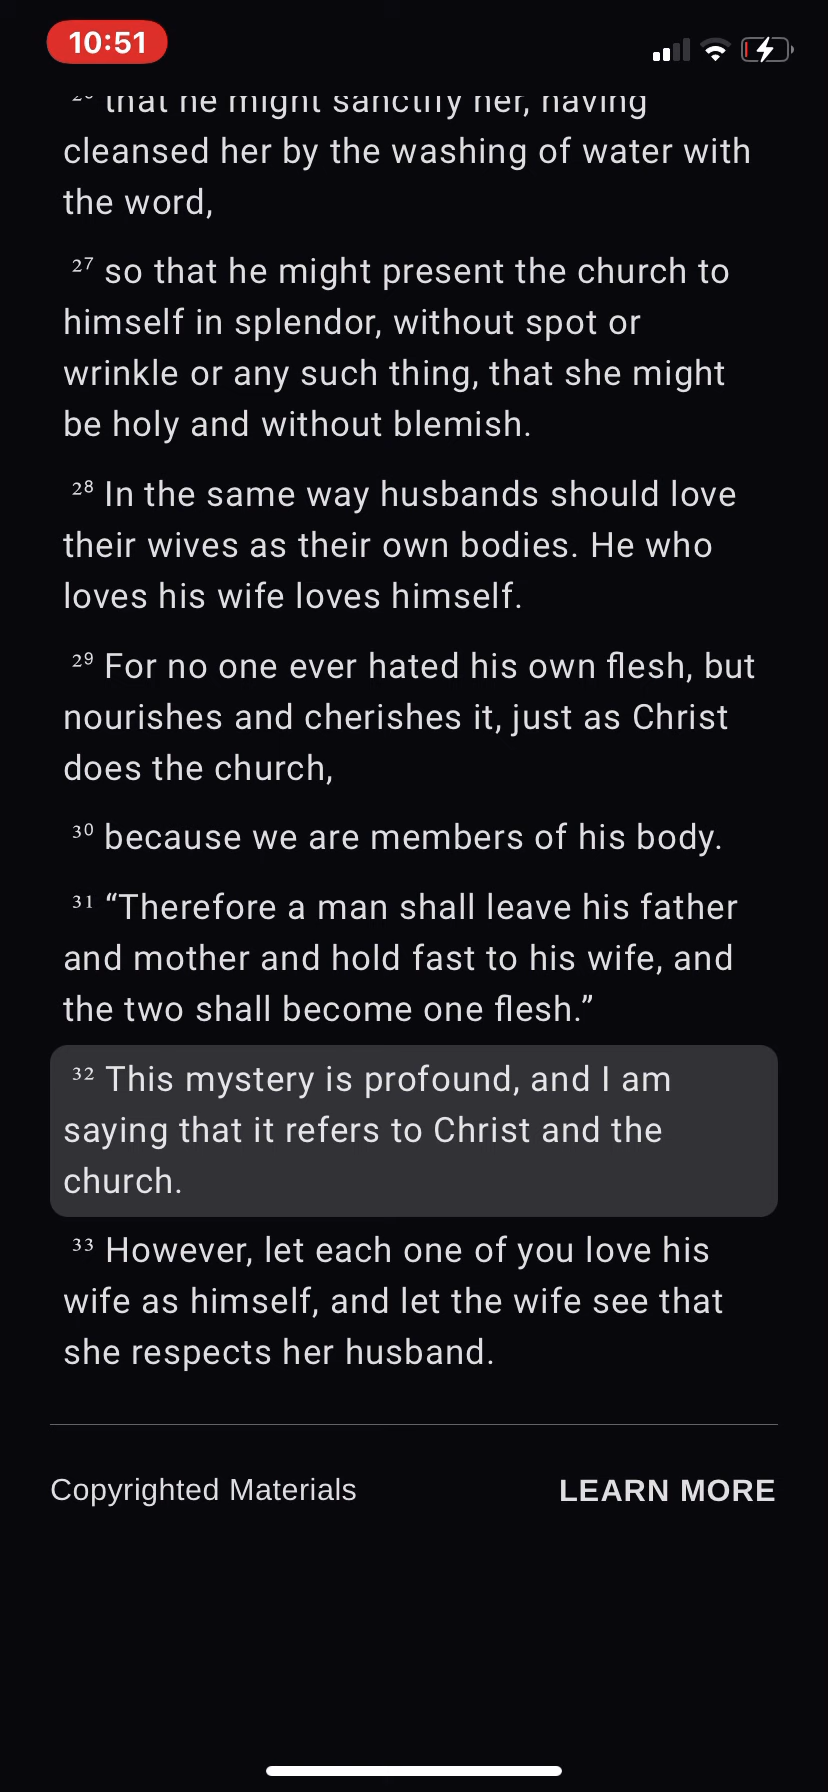 10:51
26 that he might sanctify her, having
cleansed her by the washing of water with
the word,
27 so that he might present the church to
himself in splendor, without spot or
wrinkle or any such thing, that she might
be holy and without blemish.
28 In the same way husbands should love
their wives as their own bodies. He who
loves his wife loves himself.
29 For no one ever hated his own flesh, but
nourishes and cherishes it, just as Christ
does the church,
30 because we are members of his body.
31 “Therefore a man shall leave his father
and mother and hold fast to his wife, and
the two shall become one flesh.”
32 This mystery is profound, and I am
saying that it refers to Christ and the
church.
33 However, let each one of you love his
wife as himself, and let the wife see that
she respects her husband.
Copyrighted Materials LEARN MORE